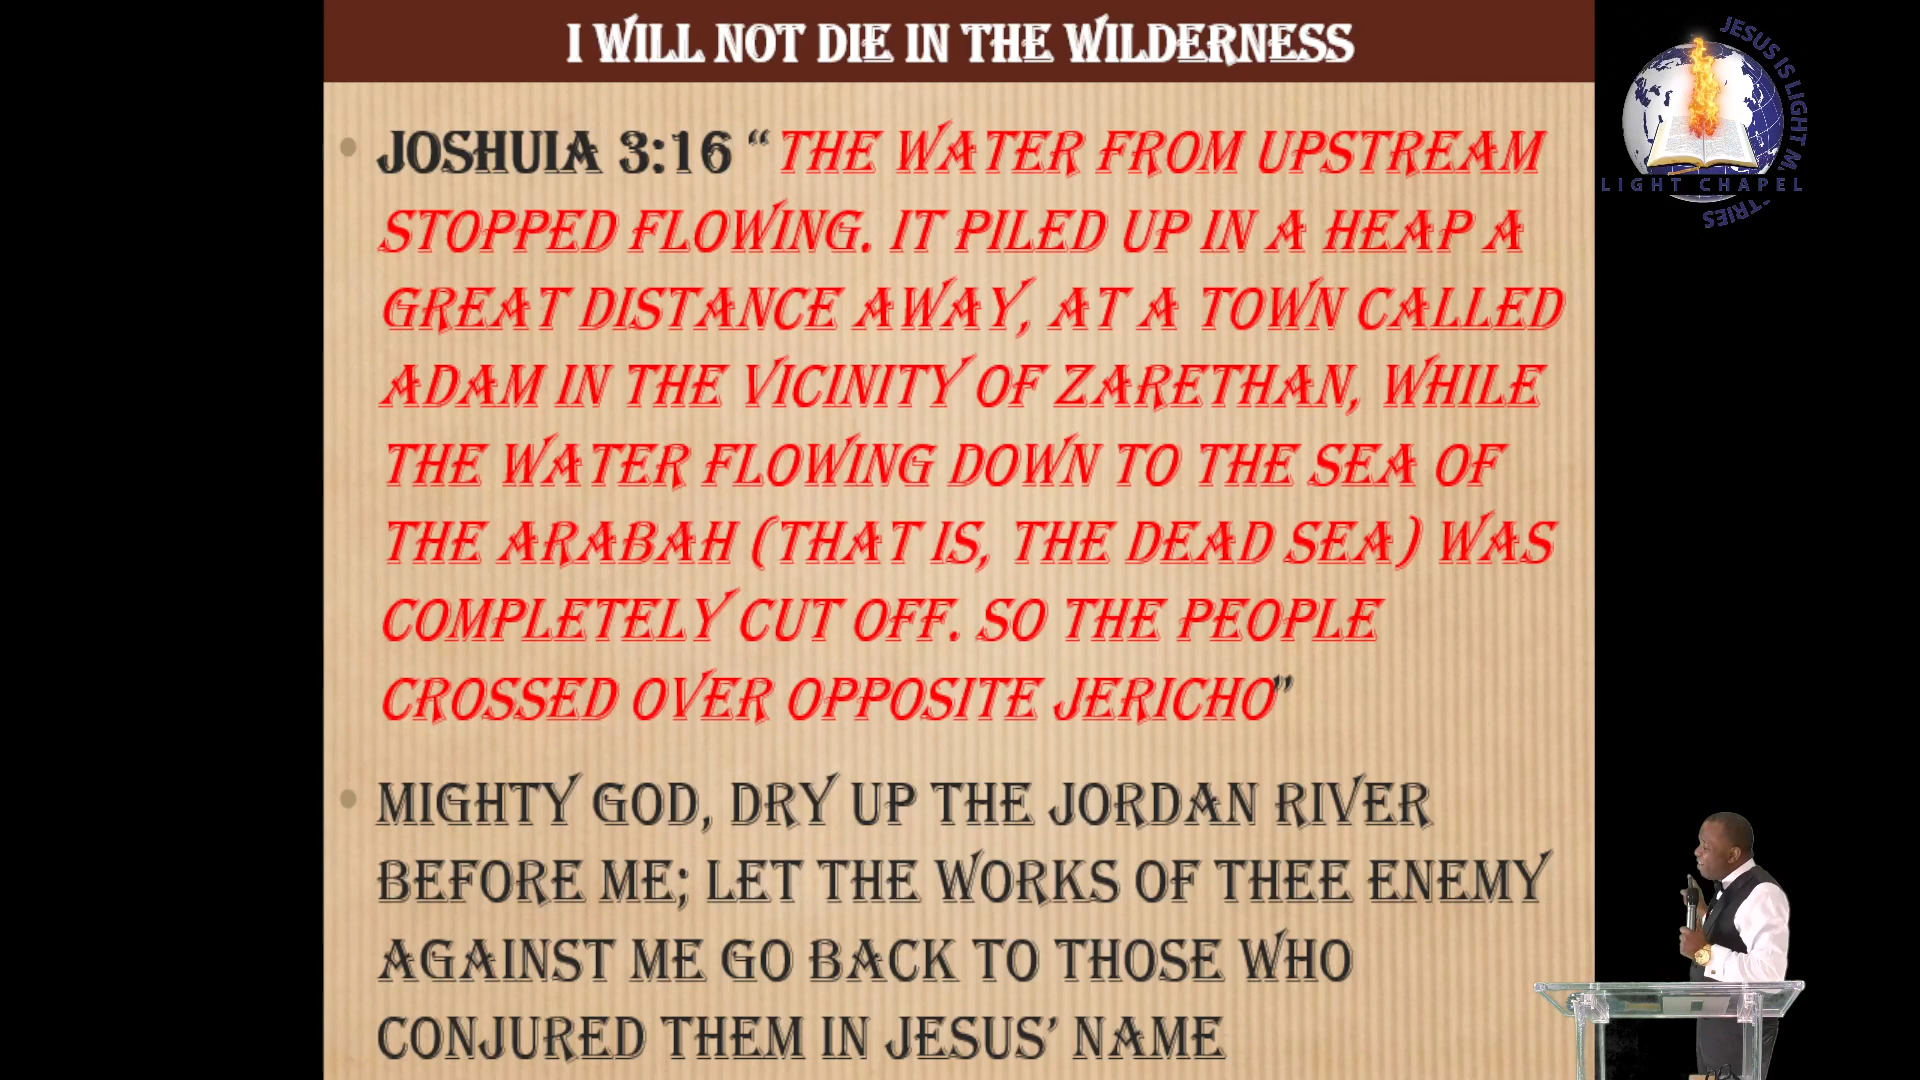 I WILL NOT DIE IN THE WILDERNESS
JOSHUIA 3:16 “THE WATER FROM UPSTREAM
STOPPED FLOWING. IT PILED UP IN A HEAP A
GREAT DISTANCE AWAY, AT A TOWN CALLED
ADAM IN THE VICINITY OF ZARETHAN, WHILE
THE WATER FLOWING DOWN TO THE SEA OF
THE ARABAH (THAT IS, THE DEAD SEA) WAS
COMPLETELY CUT OFF. SO THE PEOPLE
CROSSED OVER OPPOSITE JERICHO”
MIGHTY GOD, DRY UP THE JORDAN RIVER
BEFORE ME; LET THE WORKS OF THEE ENEMY
AGAINST ME GO BACK TO THOSE WHO
CONJURED THEM IN JESUS’ NAME
JESUS IS LIGHT M. TRIES
LIGHT CHAPEL